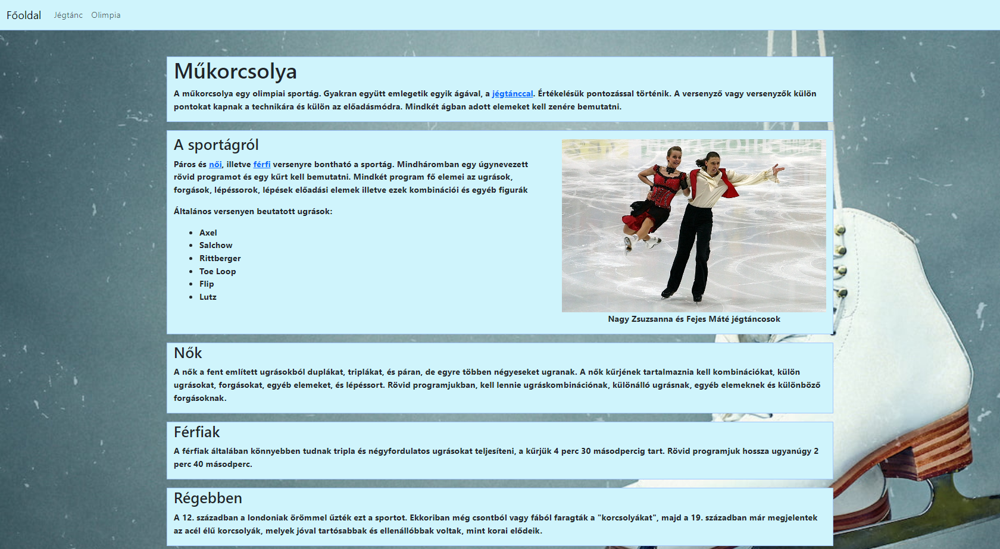 Főoldal Jégtánc Olimpia
Műkorcsolya
A műkorcsolya egy olimpiai sportág. Gyakran együtt emlegetik egyik ágával, a jégtánccal. Értékelésük pontozással történik. A versenyző vagy versenyzők külön
pontokat kapnak a technikára és külön az előadásmódra. Mindkét ágban adott elemeket kell zenére bemutatni.
A sportágról
Páros és női, illetve férfi versenyre bontható a sportág. Mindháromban egy úgynevezett
rövid programot és egy kűrt kell bemutatni. Mindkét program fő elemei az ugrások,
forgások, lépéssorok, lépések előadási elemek illetve ezek kombinációi és egyéb figurák
Általános versenyen beutatott ugrások:
Axel
Salchow
Rittberger
Toe Loop
Flip
Lutz
Nagy Zsuzsanna és Fejes Máté jégtáncosok
Nők
A nők a fent említett ugrásokból duplákat, triplákat, és páran, de egyre többen négyeseket ugranak. A nők kűrjének tartalmaznia kell kombinációkat, külön
ugrásokat, forgásokat, egyéb elemeket, és lépéssort. Rövid programjukban, kell lennie ugráskombinációnak, különálló ugrásnak, egyéb elemeknek és különböző
forgásoknak.
Férfiak
A férfiak általában könnyebben tudnak tripla és négyfordulatos ugrásokat teljesíteni, a kűrjük 4 perc 30 másodpercig tart. Rövid programjuk hossza ugyanúgy 2
perc 40 másodperc.
Régebben
A 12. században a londoniak örömmel űzték ezt a sportot. Ekkoriban még csontból vagy fából faragták a "korcsolyákat", majd a 19. században már megjelentek
az acél élű korcsolyák, melyek jóval tartósabbak és ellenállóbbak voltak, mint korai elődeik.